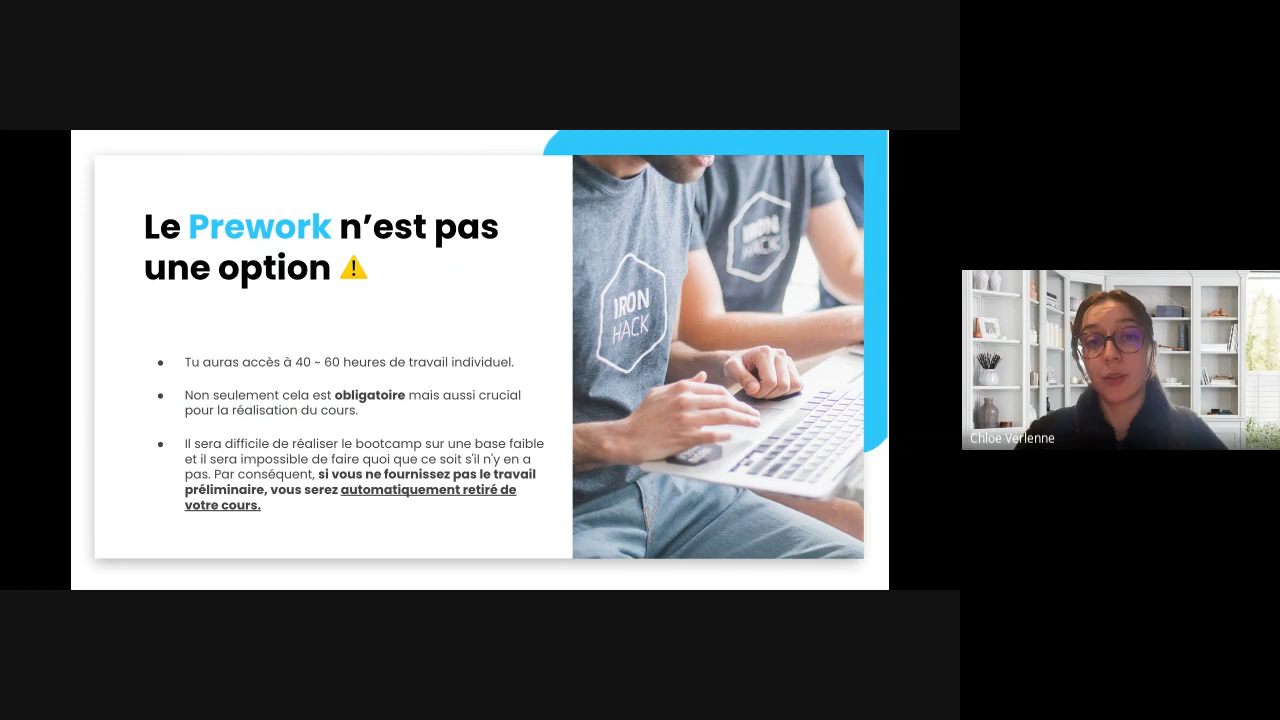 Le Prework n’est pas
une option
● Tu auras accès à 40 ~ 60 heures de travail individuel.
● Non seulement cela est obligatoire mais aussi crucial
pour la réalisation du cours.
● Il sera difficile de réaliser le bootcamp sur une base faible
et il sera impossible de faire quoi que ce soit s'il n'y en a
pas. Par conséquent, si vous ne fournissez pas le travail
préliminaire, vous serez automatiquement retiré de
votre cours.
IRON
HACK
IRON
HACK
Chloe Verlenne